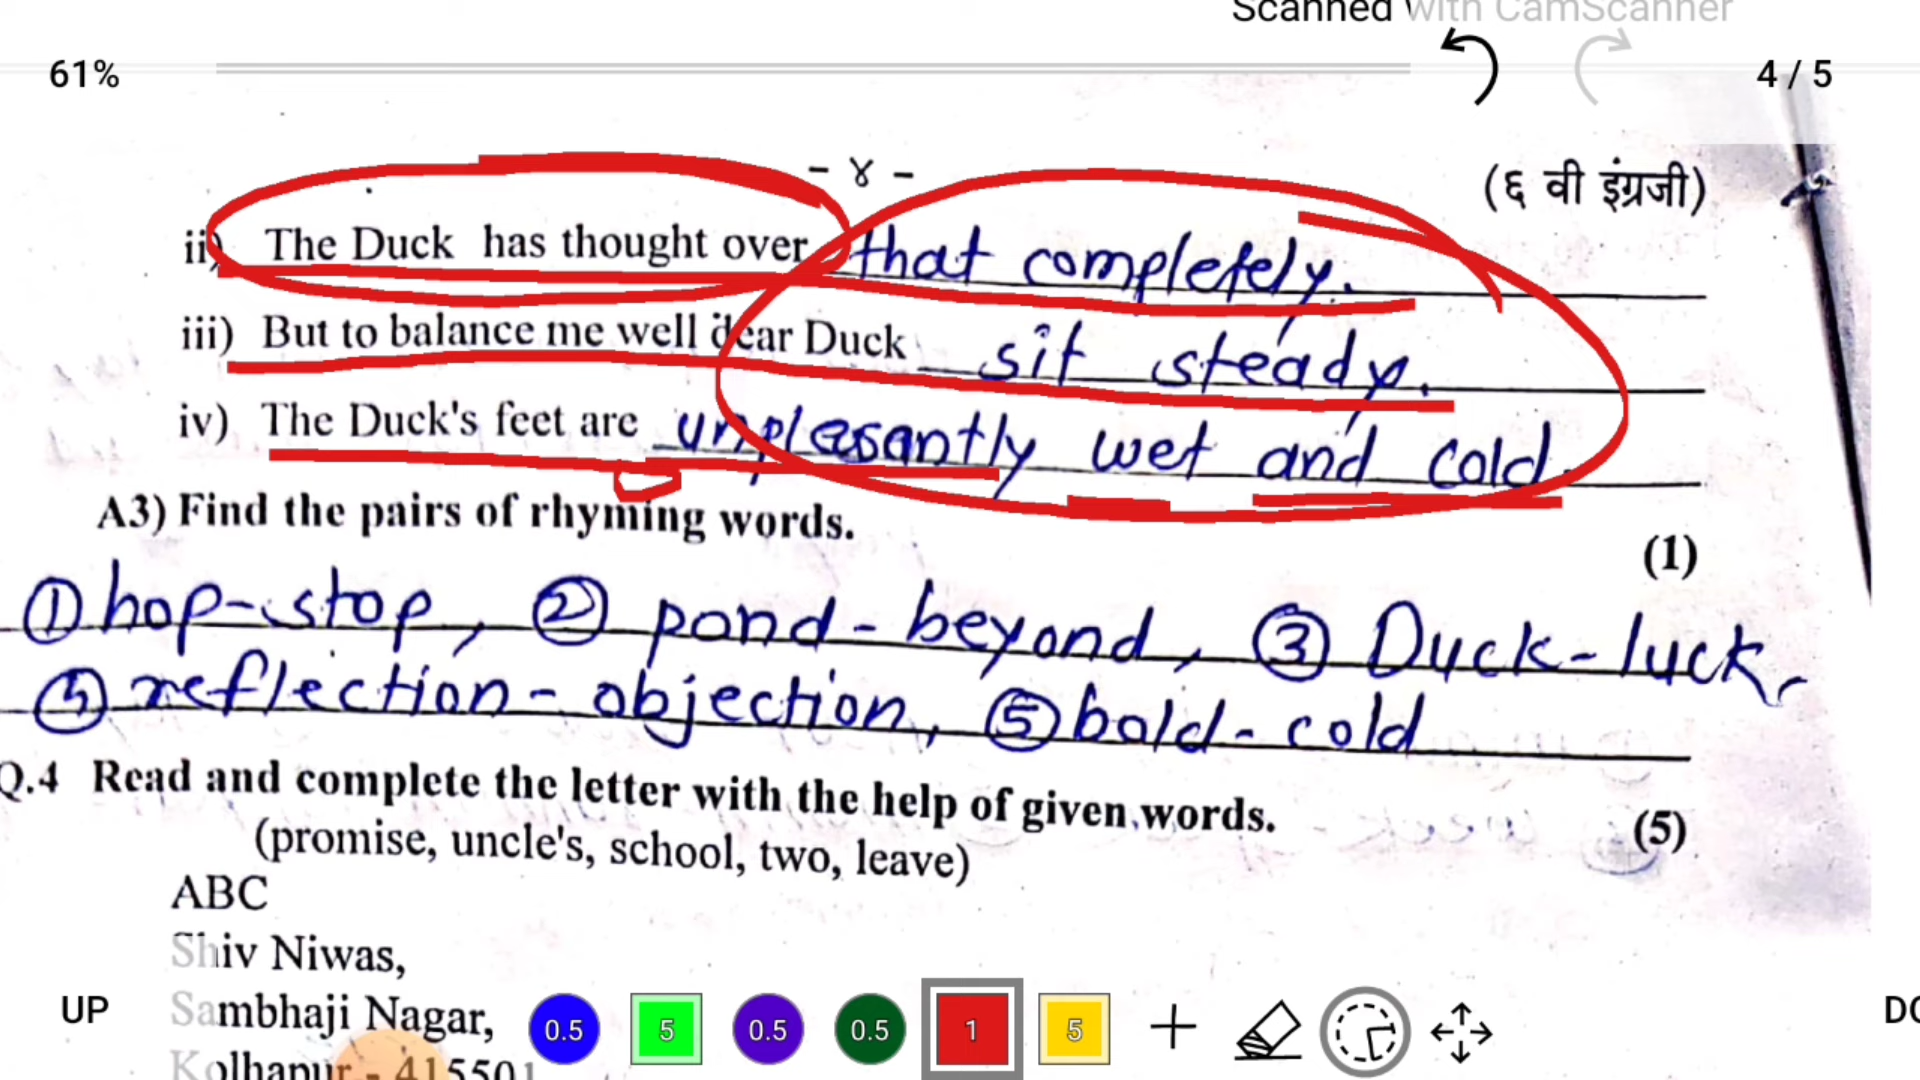 Scanned with CamScanner
61%
4 / 5
- ४ -
(६ वी इंग्रजी)
ii) The Duck has thought over that completely.
iii) But to balance me well dear Duck sit steady.
iv) The Duck's feet are unpleasantly wet and cold.
A3) Find the pairs of rhyming words.
(1)
① hop-stop, ② pond-beyond, ③ Duck-luck,
④ reflection-objection, ⑤ bold-cold
Q.4 Read and complete the letter with the help of given words. (5)
(promise, uncle's, school, two, leave)
ABC
Shiv Niwas,
Sambhaji Nagar,
Kolhapur - 415501
UP 0.5 5 0.5 0.5 1 5